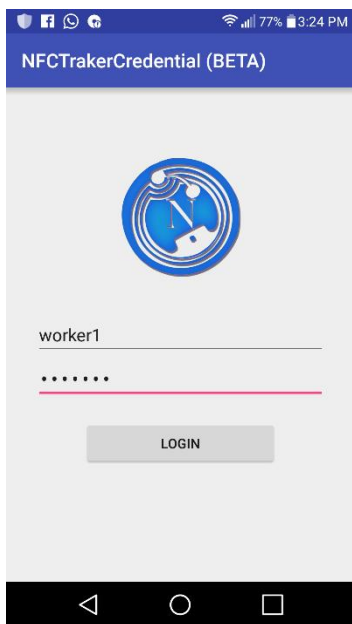 77% 3:24 PM
NFCTrakerCredential (BETA)
N
worker1
•••••••
LOGIN